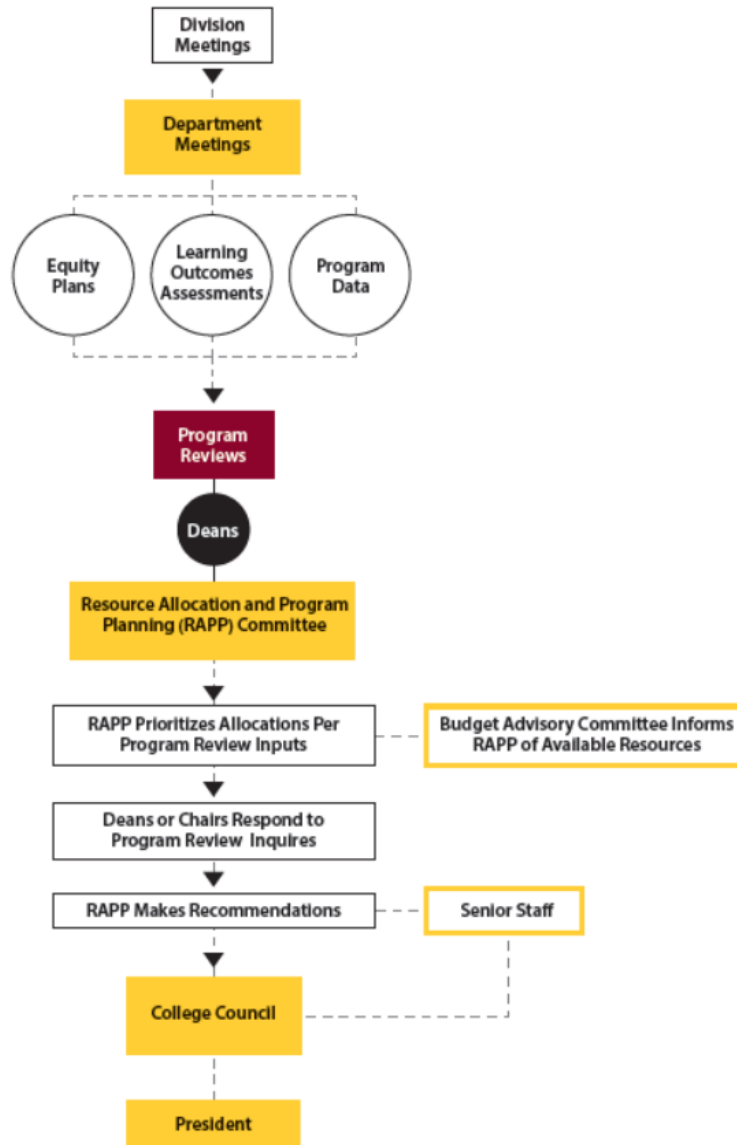 Division
Meetings
Department
Meetings
Equity
Plans
Learning
Outcomes
Assessments
Program
Data
Program
Reviews
Deans
Resource Allocation and Program
Planning (RAPP) Committee
RAPP Prioritizes Allocations Per
Program Review Inputs
Budget Advisory Committee Informs
RAPP of Available Resources
Deans or Chairs Respond to
Program Review Inquires
RAPP Makes Recommendations
Senior Staff
College Council
President